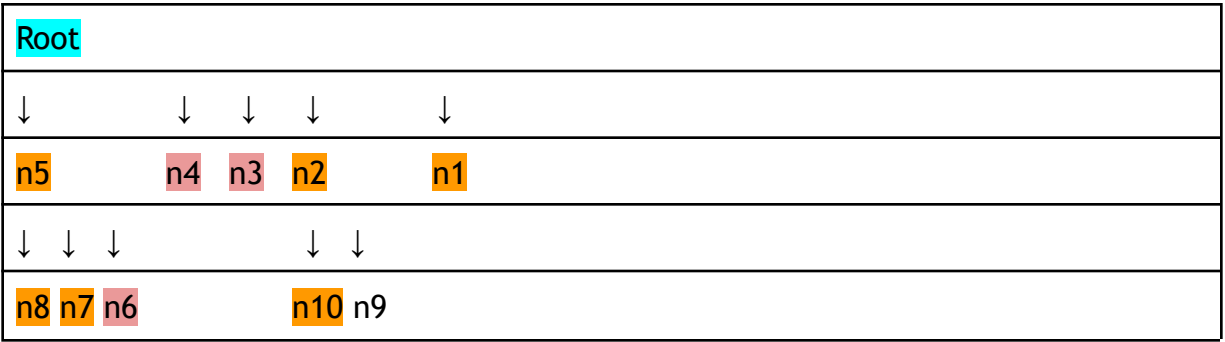 Root
↓ ↓ ↓ ↓ ↓
n5 n4 n3 n2 n1
↓ ↓ ↓ ↓ ↓
n8 n7 n6 n10 n9